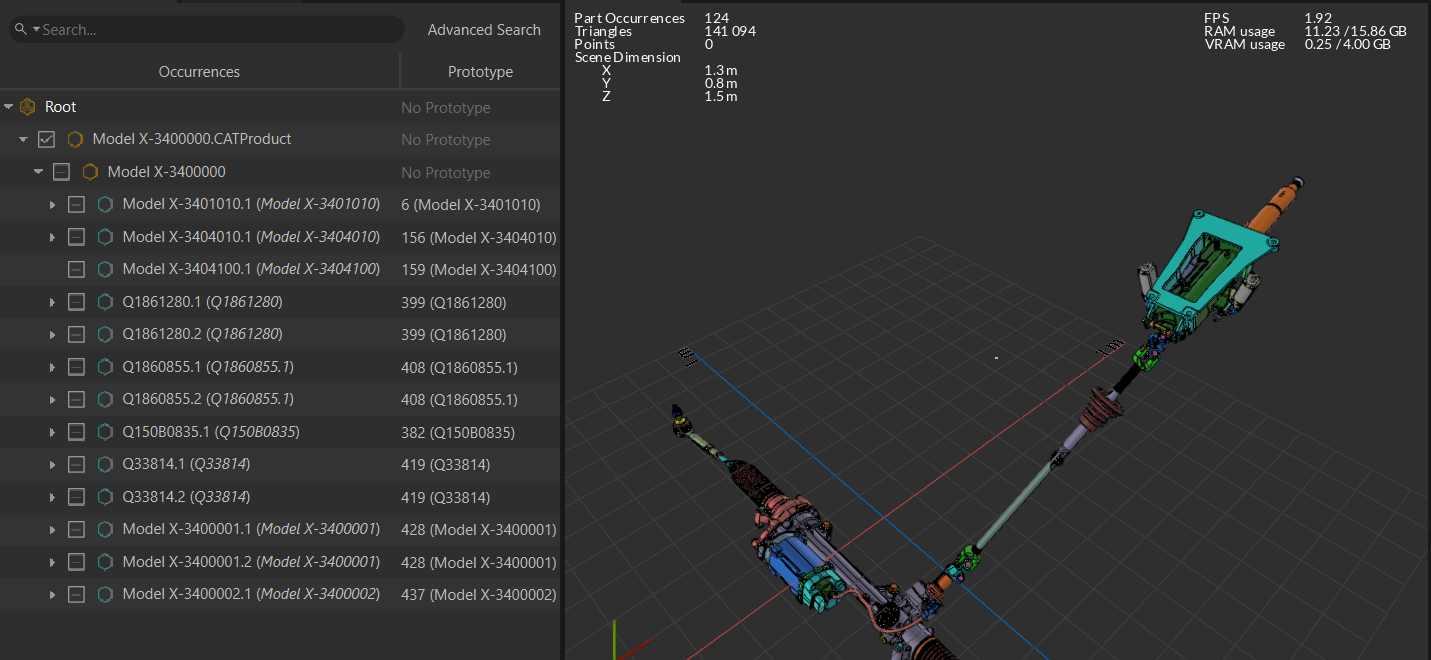 Search...
Advanced Search
Occurrences Prototype
Root No Prototype
Model X-3400000.CATProduct No Prototype
Model X-3400000 No Prototype
Model X-3401010.1 (Model X-3401010) 6 (Model X-3401010)
Model X-3404010.1 (Model X-3404010) 156 (Model X-3404010)
Model X-3404100.1 (Model X-3404100) 159 (Model X-3404100)
Q1861280.1 (Q1861280) 399 (Q1861280)
Q1861280.2 (Q1861280) 399 (Q1861280)
Q1860855.1 (Q1860855.1) 408 (Q1860855.1)
Q1860855.2 (Q1860855.1) 408 (Q1860855.1)
Q150B0835.1 (Q150B0835) 382 (Q150B0835)
Q33814.1 (Q33814) 419 (Q33814)
Q33814.2 (Q33814) 419 (Q33814)
Model X-3400001.1 (Model X-3400001) 428 (Model X-3400001)
Model X-3400001.2 (Model X-3400001) 428 (Model X-3400001)
Model X-3400002.1 (Model X-3400002) 437 (Model X-3400002)
Part Occurrences 124
Triangles 141 094
Points 0
Scene Dimension
X 1.3 m
Y 0.8 m
Z 1.5 m
FPS 1.92
RAM usage 11.23 / 15.86 GB
VRAM usage 0.25 / 4.00 GB